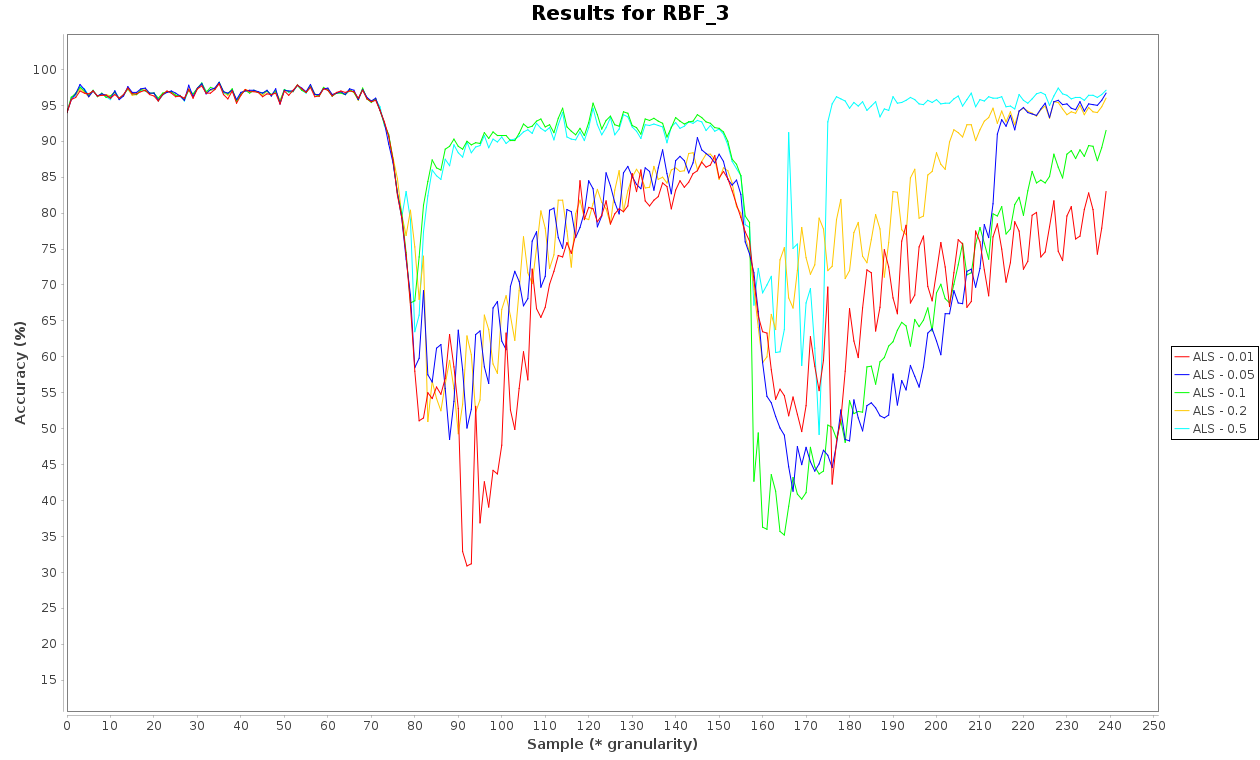 Results for RBF_3
Accuracy (%)
100
95
90
85
80
75
70
65
60
55
50
45
40
35
30
25
20
15
0 10 20 30 40 50 60 70 80 90 100 110 120 130 140 150 160 170 180 190 200 210 220 230 240 250
Sample (* granularity)
ALS - 0.01
ALS - 0.05
ALS - 0.1
ALS - 0.2
ALS - 0.5